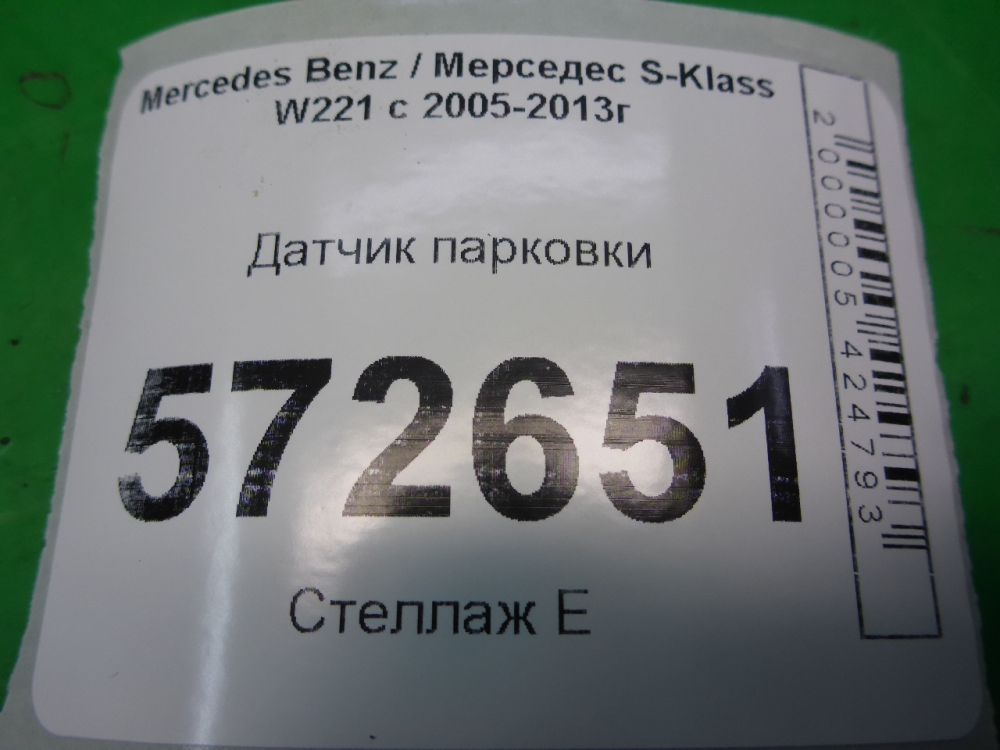 Mercedes Benz / Мерседес S-Klass
W221 с 2005-2013г
Датчик парковки
572651
Стеллаж Е
2000005424793